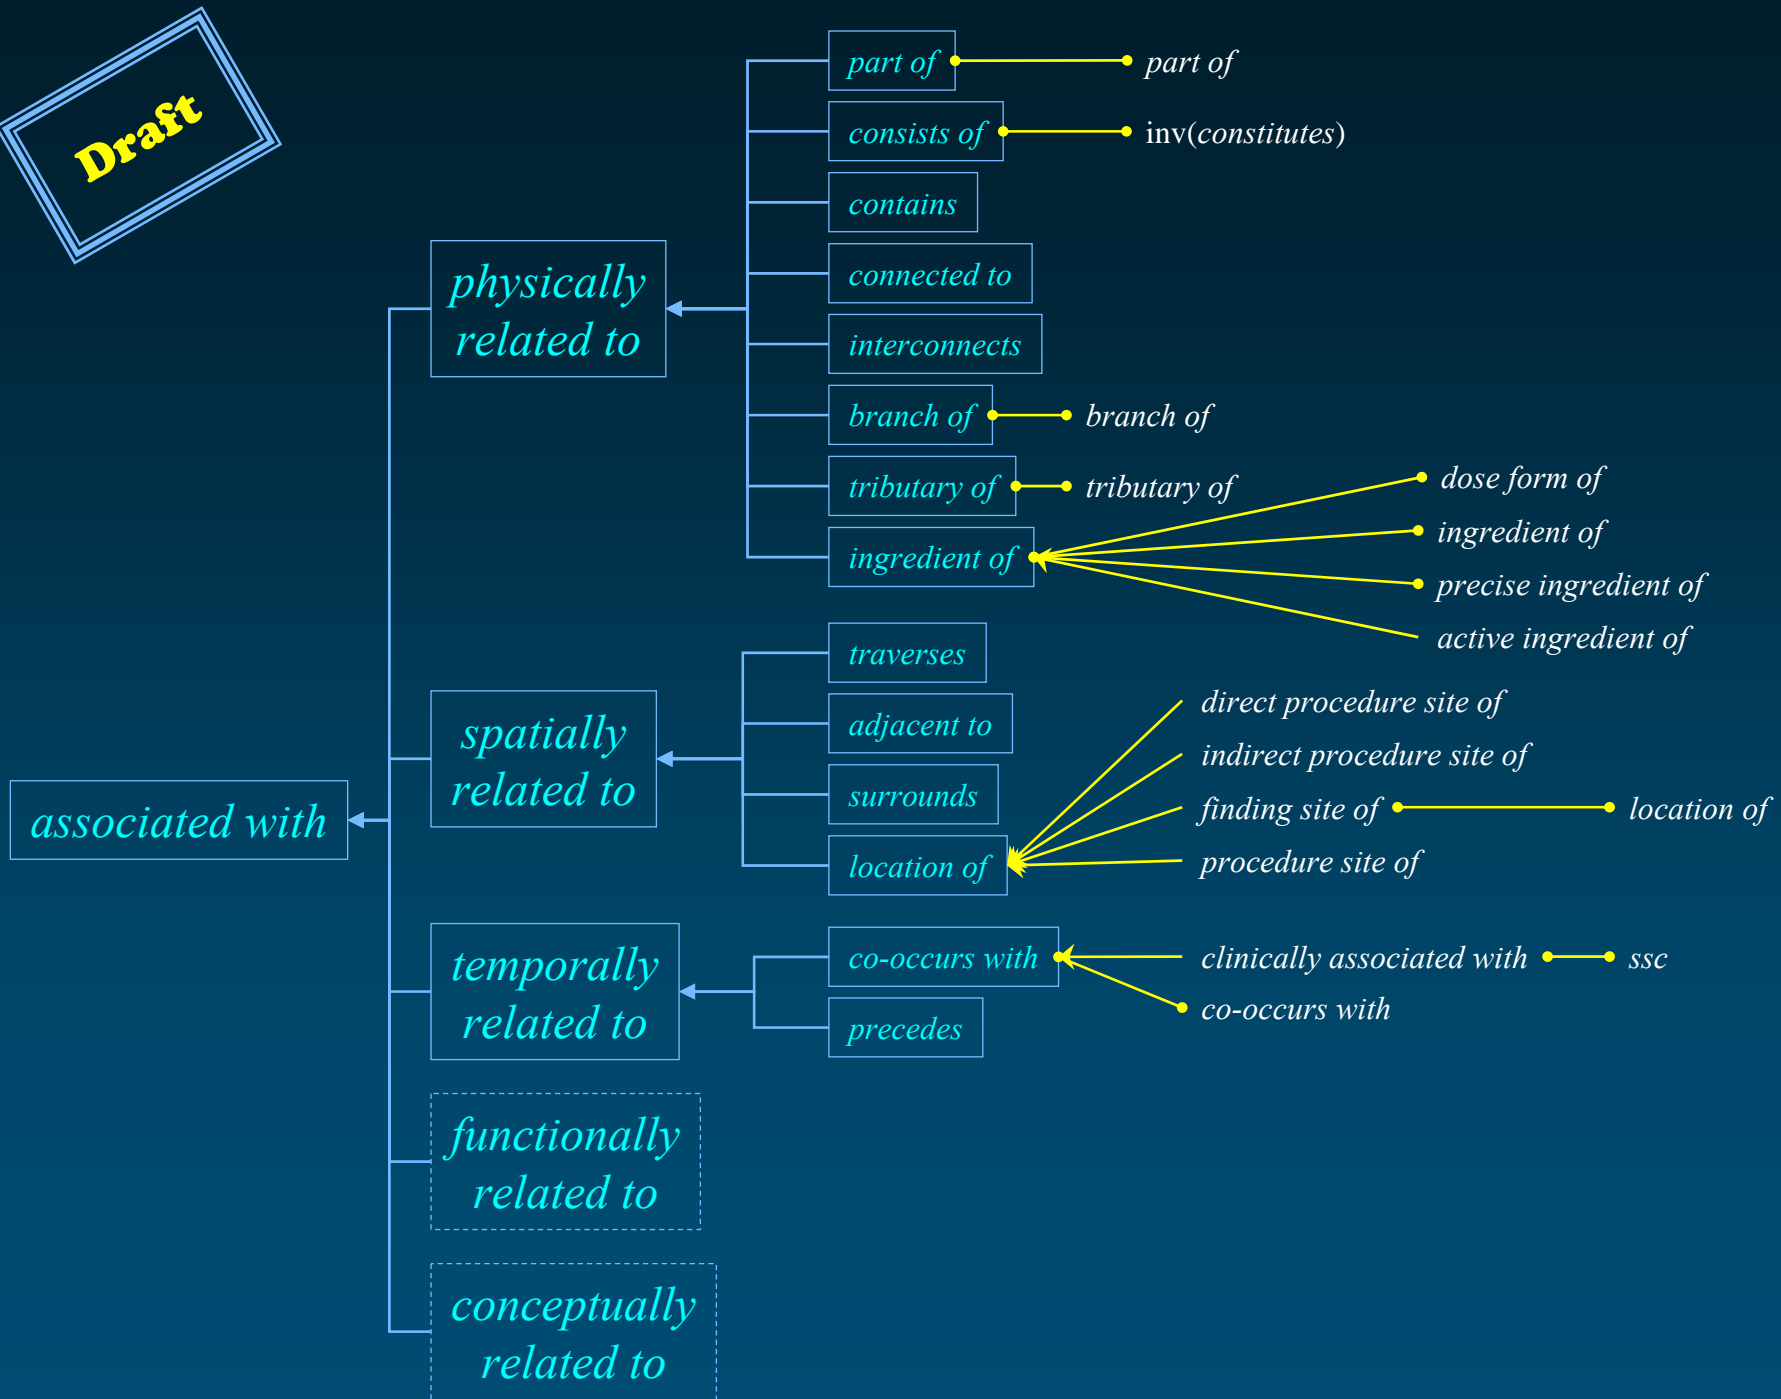 Draft
part of
part of
consists of
inv(constitutes)
contains
physically
related to
connected to
interconnects
branch of
branch of
tributary of
tributary of
dose form of
ingredient of
ingredient of
precise ingredient of
active ingredient of
traverses
spatially
related to
adjacent to
surrounds
location of
direct procedure site of
indirect procedure site of
finding site of
location of
procedure site of
associated with
temporally
related to
co-occurs with
clinically associated with
ssc
co-occurs with
precedes
functionally
related to
conceptually
related to